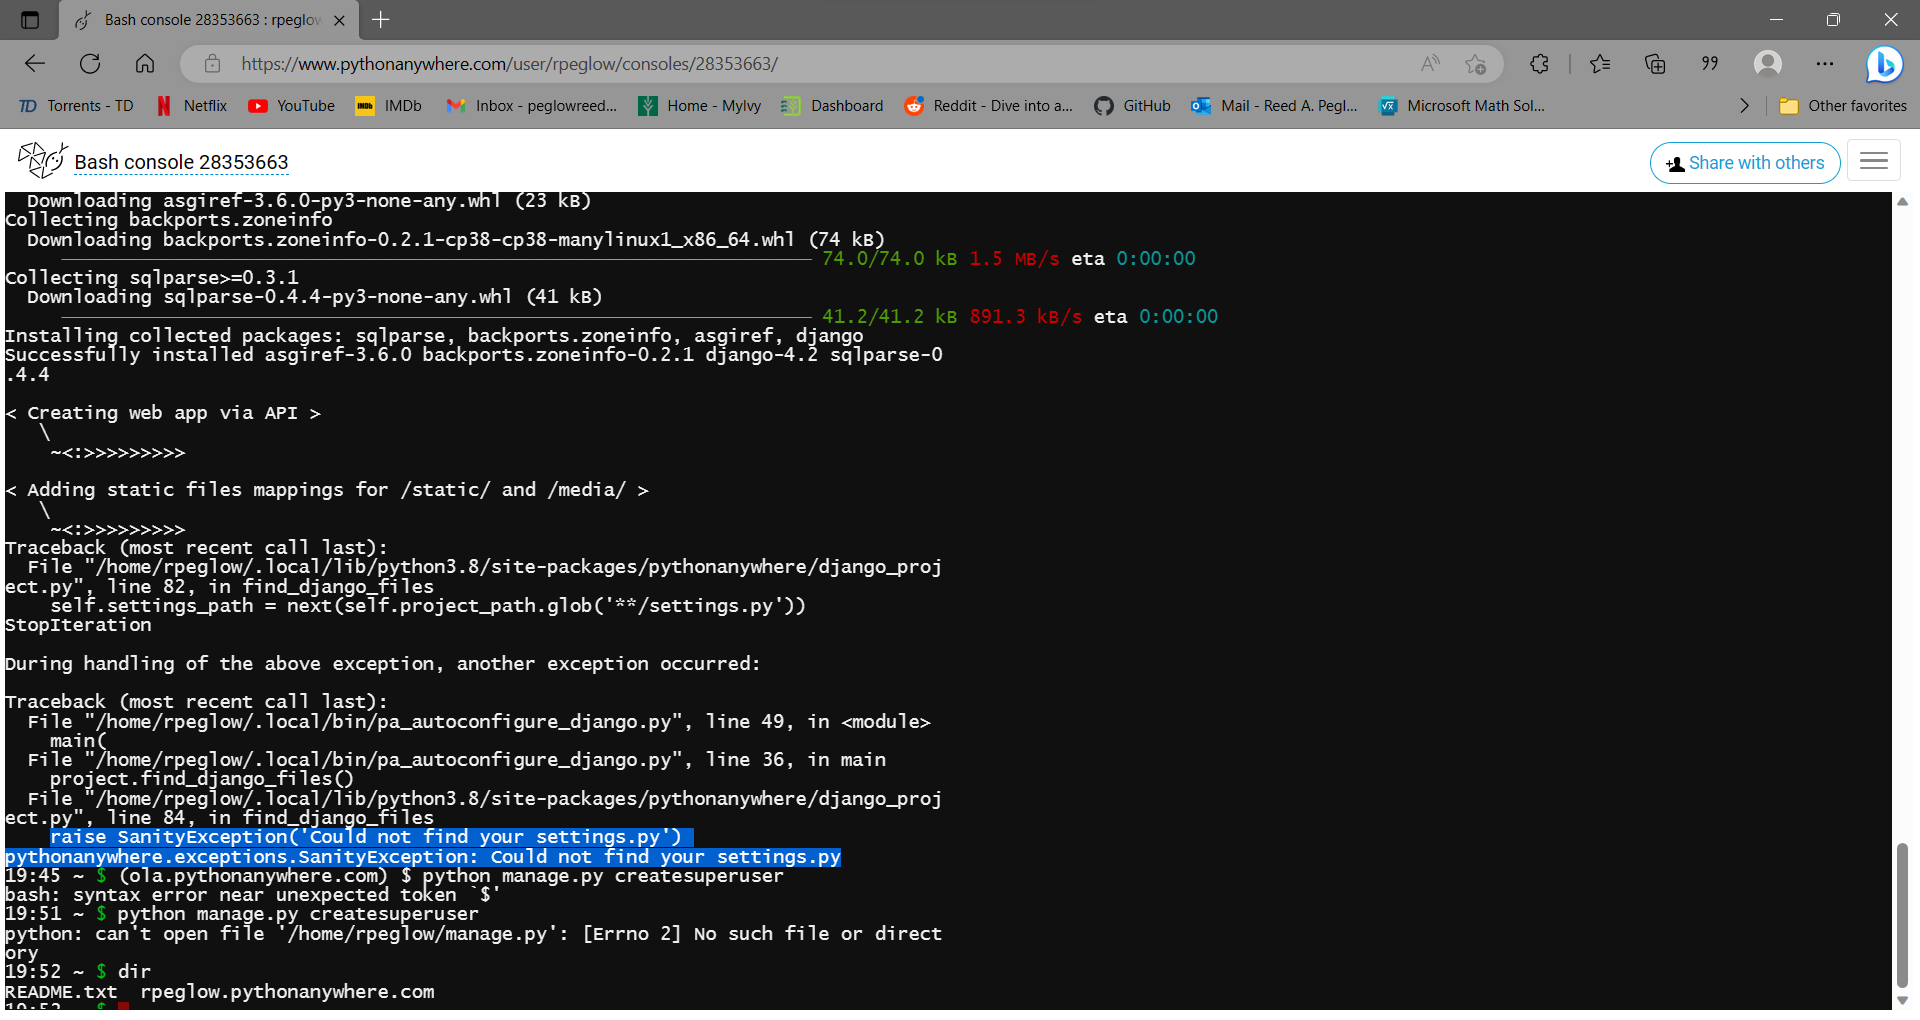 Bash console 28353663 : rpeglow
https://www.pythonanywhere.com/user/rpeglow/consoles/28353663/
Torrents - TD Netflix YouTube IMDb Inbox - peglowreed... Home - MyIvy Dashboard Reddit - Dive into a... GitHub Mail - Reed A. Pegl... Microsoft Math Sol... Other favorites
Bash console 28353663
Share with others
Downloading asgiref-3.6.0-py3-none-any.whl (23 kB)
Collecting backports.zoneinfo
Downloading backports.zoneinfo-0.2.1-cp38-cp38-manylinux1_x86_64.whl (74 kB)
74.0/74.0 kB 1.5 MB/s eta 0:00:00
Collecting sqlparse>=0.3.1
Downloading sqlparse-0.4.4-py3-none-any.whl (41 kB)
41.2/41.2 kB 891.3 kB/s eta 0:00:00
Installing collected packages: sqlparse, backports.zoneinfo, asgiref, django
Successfully installed asgiref-3.6.0 backports.zoneinfo-0.2.1 django-4.2 sqlparse-0
.4.4
< Creating web app via API >
\
~<:>>>>>>>>>
< Adding static files mappings for /static/ and /media/ >
\
~<:>>>>>>>>>
Traceback (most recent call last):
File "/home/rpeglow/.local/lib/python3.8/site-packages/pythonanywhere/django_proj
ect.py", line 82, in find_django_files
self.settings_path = next(self.project_path.glob('**/settings.py'))
StopIteration
During handling of the above exception, another exception occurred:
Traceback (most recent call last):
File "/home/rpeglow/.local/bin/pa_autoconfigure_django.py", line 49, in <module>
main(
File "/home/rpeglow/.local/bin/pa_autoconfigure_django.py", line 36, in main
project.find_django_files()
File "/home/rpeglow/.local/lib/python3.8/site-packages/pythonanywhere/django_proj
ect.py", line 84, in find_django_files
raise SanityException('Could not find your settings.py')
pythonanywhere.exceptions.SanityException: Could not find your settings.py
19:45 ~ $ (ola.pythonanywhere.com) $ python manage.py createsuperuser
bash: syntax error near unexpected token `$'
19:51 ~ $ python manage.py createsuperuser
python: can't open file '/home/rpeglow/manage.py': [Errno 2] No such file or direct
ory
19:52 ~ $ dir
README.txt rpeglow.pythonanywhere.com
19:52 ~ $